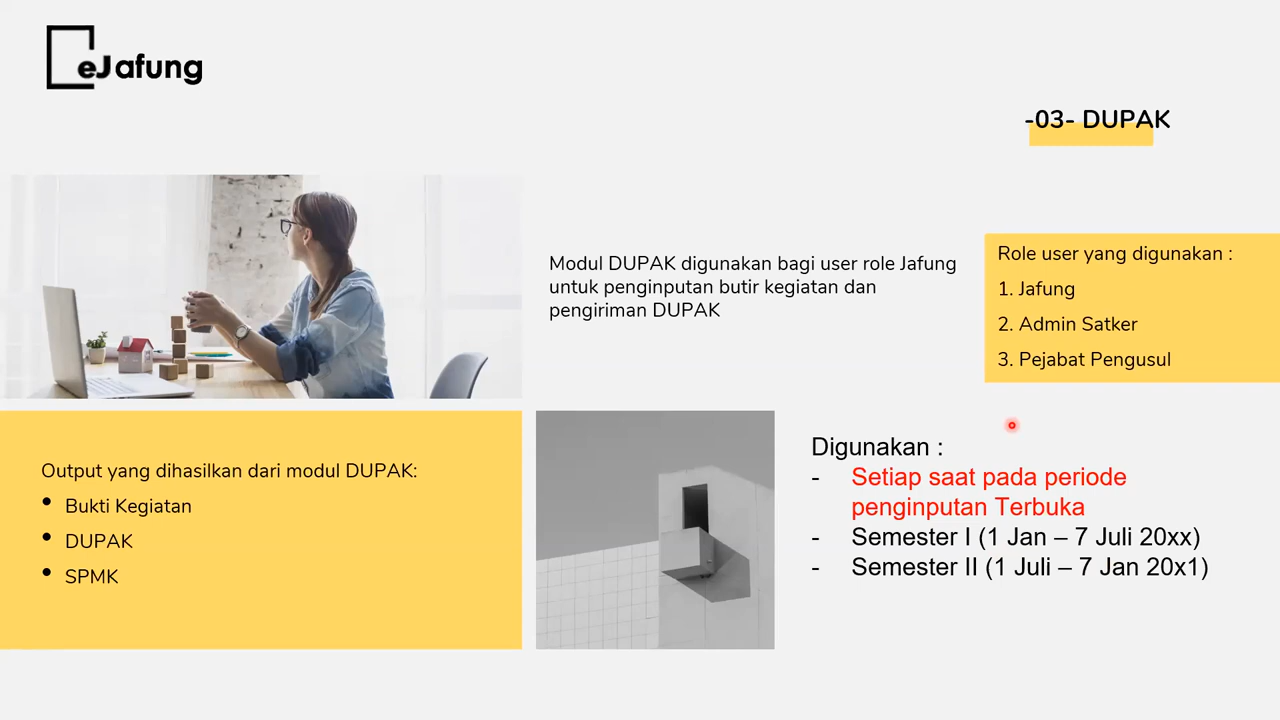 eJafung
-03- DUPAK
Modul DUPAK digunakan bagi user role Jafung
untuk penginputan butir kegiatan dan
pengiriman DUPAK
Role user yang digunakan :
1. Jafung
2. Admin Satker
3. Pejabat Pengusul
Output yang dihasilkan dari modul DUPAK:
• Bukti Kegiatan
• DUPAK
• SPMK
Digunakan :
- Setiap saat pada periode
penginputan Terbuka
- Semester I (1 Jan – 7 Juli 20xx)
- Semester II (1 Juli – 7 Jan 20x1)